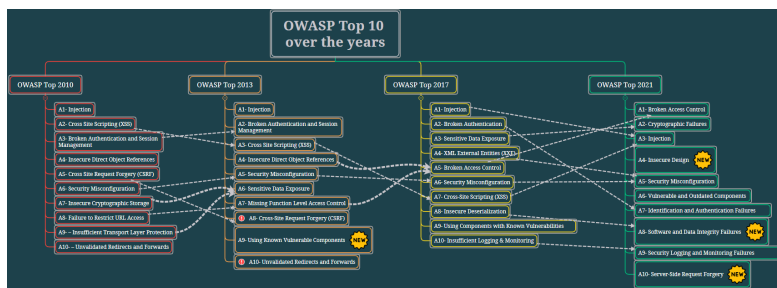 OWASP Top 10
over the years
OWASP Top 2010
A1- Injection
A2- Cross Site Scripting (XSS)
A3- Broken Authentication and Session
Management
A4- Insecure Direct Object References
A5- Cross Site Request Forgery (CSRF)
A6- Security Misconfiguration
A7- Insecure Cryptographic Storage
A8- Failure to Restrict URL Access
A9- - Insufficient Transport Layer Protection
A10- - Unvalidated Redirects and Forwards
OWASP Top 2013
A1- Injection
A2- Broken Authentication and Session
Management
A3- Cross Site Scripting (XSS)
A4- Insecure Direct Object References
A5- Security Misconfiguration
A6- Sensitive Data Exposure
A7- Missing Function Level Access Control
A8- Cross-Site Request Forgery (CSRF)
A9- Using Known Vulnerable Components
NEW
A10- Unvalidated Redirects and Forwards
OWASP Top 2017
A1- Injection
A2- Broken Authentication
A3- Sensitive Data Exposure
A4- XML External Entities (XXE)
A5- Broken Access Control
A6- Security Misconfiguration
A7- Cross-Site Scripting (XSS)
A8- Insecure Deserialization
A9- Using Components with Known Vulnerabilities
A10- Insufficient Logging & Monitoring
OWASP Top 2021
A1- Broken Access Control
A2- Cryptographic Failures
A3- Injection
A4- Insecure Design
NEW
A5- Security Misconfiguration
A6- Vulnerable and Outdated Components
A7- Identification and Authentication Failures
A8- Software and Data Integrity Failures
NEW
A9- Security Logging and Monitoring Failures
A10- Server-Side Request Forgery
NEW